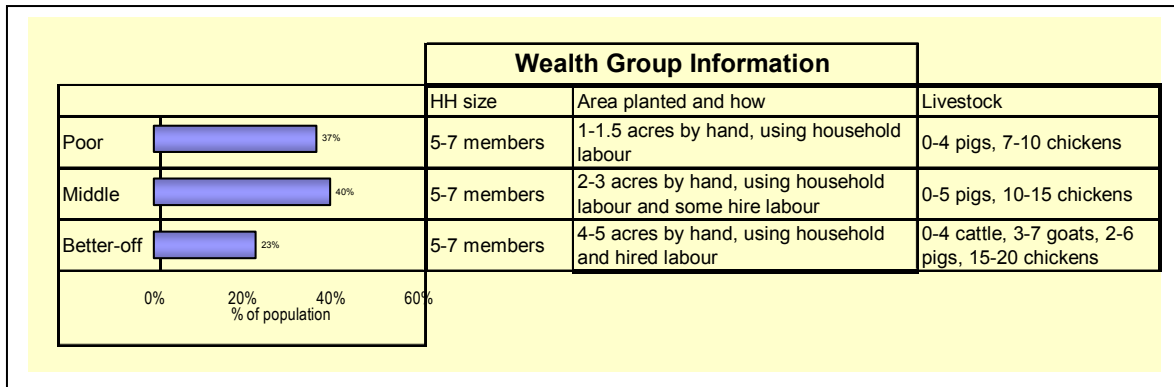 Wealth Group Information
HH size
Area planted and how
Livestock
Poor
37%
5-7 members
1-1.5 acres by hand, using household
labour
0-4 pigs, 7-10 chickens
Middle
40%
5-7 members
2-3 acres by hand, using household
labour and some hire labour
0-5 pigs, 10-15 chickens
Better-off
23%
5-7 members
4-5 acres by hand, using household
and hired labour
0-4 cattle, 3-7 goats, 2-6
pigs, 15-20 chickens
0% 20% 40% 60%
% of population